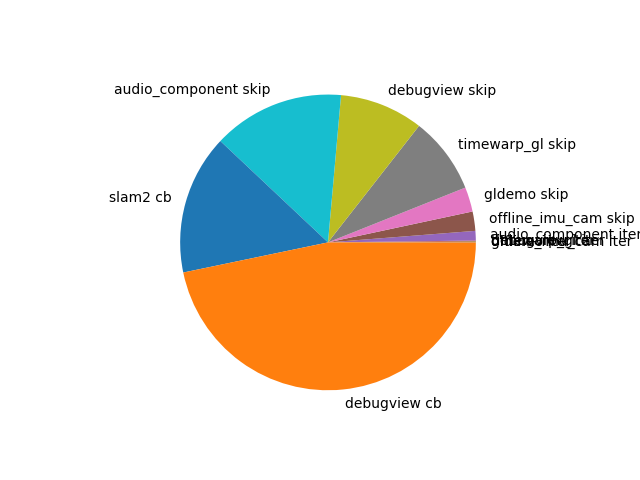 debugview skip
audio_component skip
timewarp_gl skip
slam2 cb
gldemo skip
offline_imu_cam skip
audio_component iter
debugview cb